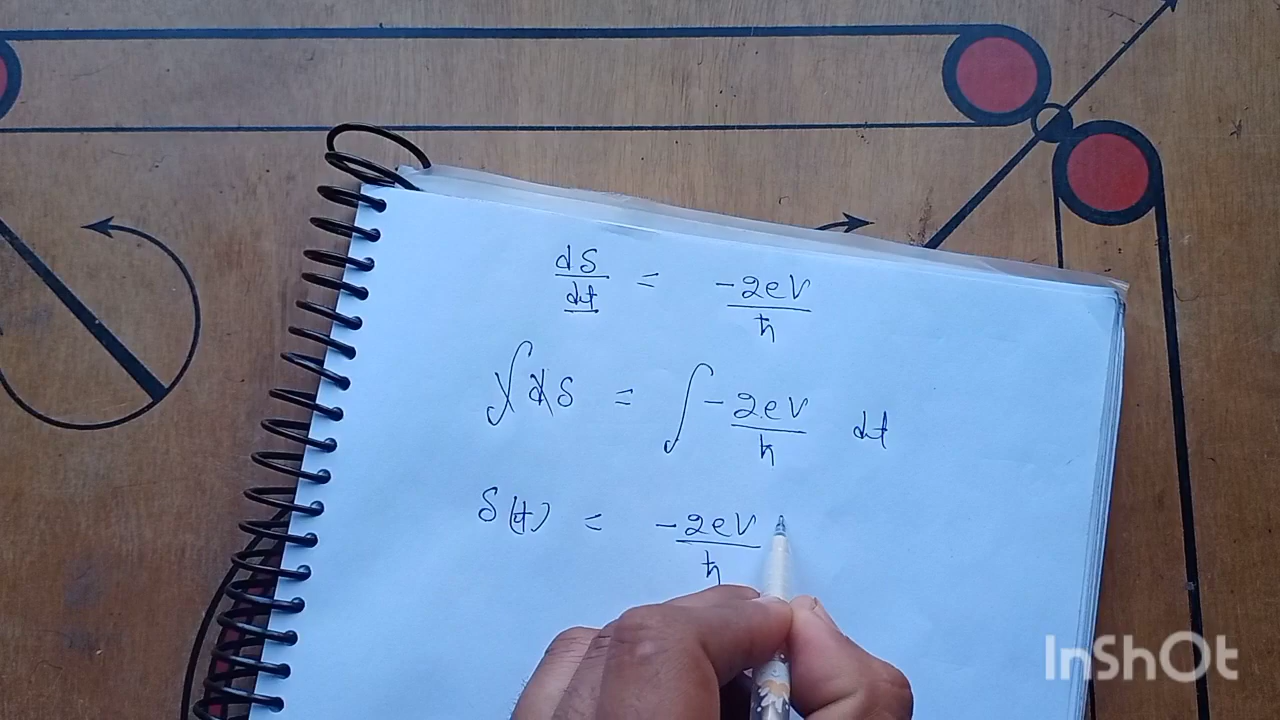 dδ/dt = -2eV/ħ
∫dδ = ∫ -2eV/ħ dt
δ(t) = -2eV/ħ
InShOt